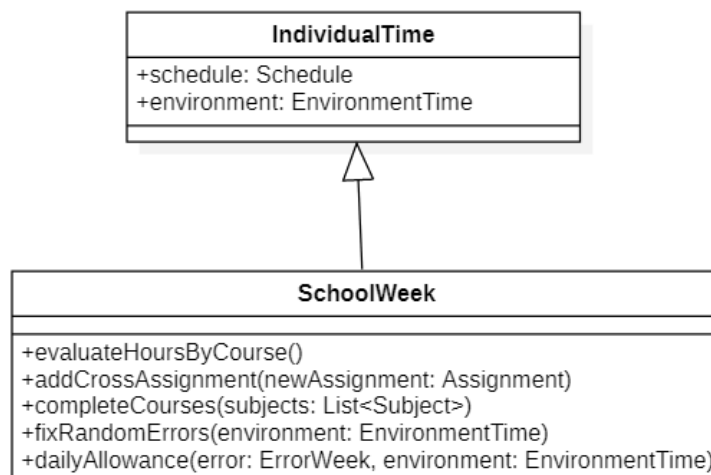 IndividualTime
+schedule: Schedule
+environment: EnvironmentTime
SchoolWeek
+evaluateHoursByCourse()
+addCrossAssignment(newAssignment: Assignment)
+completeCourses(subjects: List<Subject>)
+fixRandomErrors(environment: EnvironmentTime)
+dailyAllowance(error: ErrorWeek, environment: EnvironmentTime)